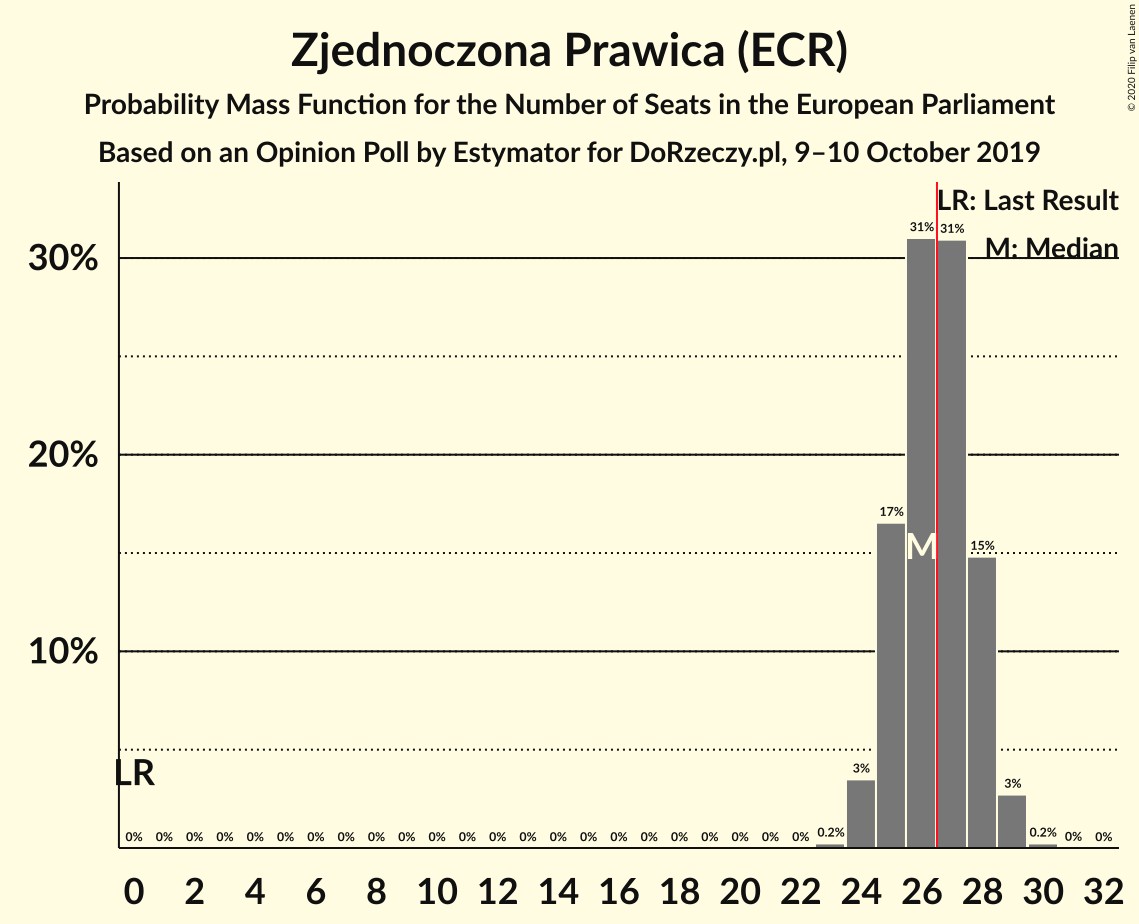 Zjednoczona Prawica (ECR)
Probability Mass Function for the Number of Seats in the European Parliament
Based on an Opinion Poll by Estymator for DoRzeczy.pl, 9–10 October 2019
© 2020 Filip van Laenen
LR: Last Result
M: Median
30%
20%
10%
31% 31%
17%
M
15%
LR
3%
3%
0% 0% 0% 0% 0% 0% 0% 0% 0% 0% 0% 0% 0% 0% 0% 0% 0% 0% 0% 0% 0% 0% 0% 0.2% 0.2% 0% 0%
0 2 4 6 8 10 12 14 16 18 20 22 24 26 28 30 32